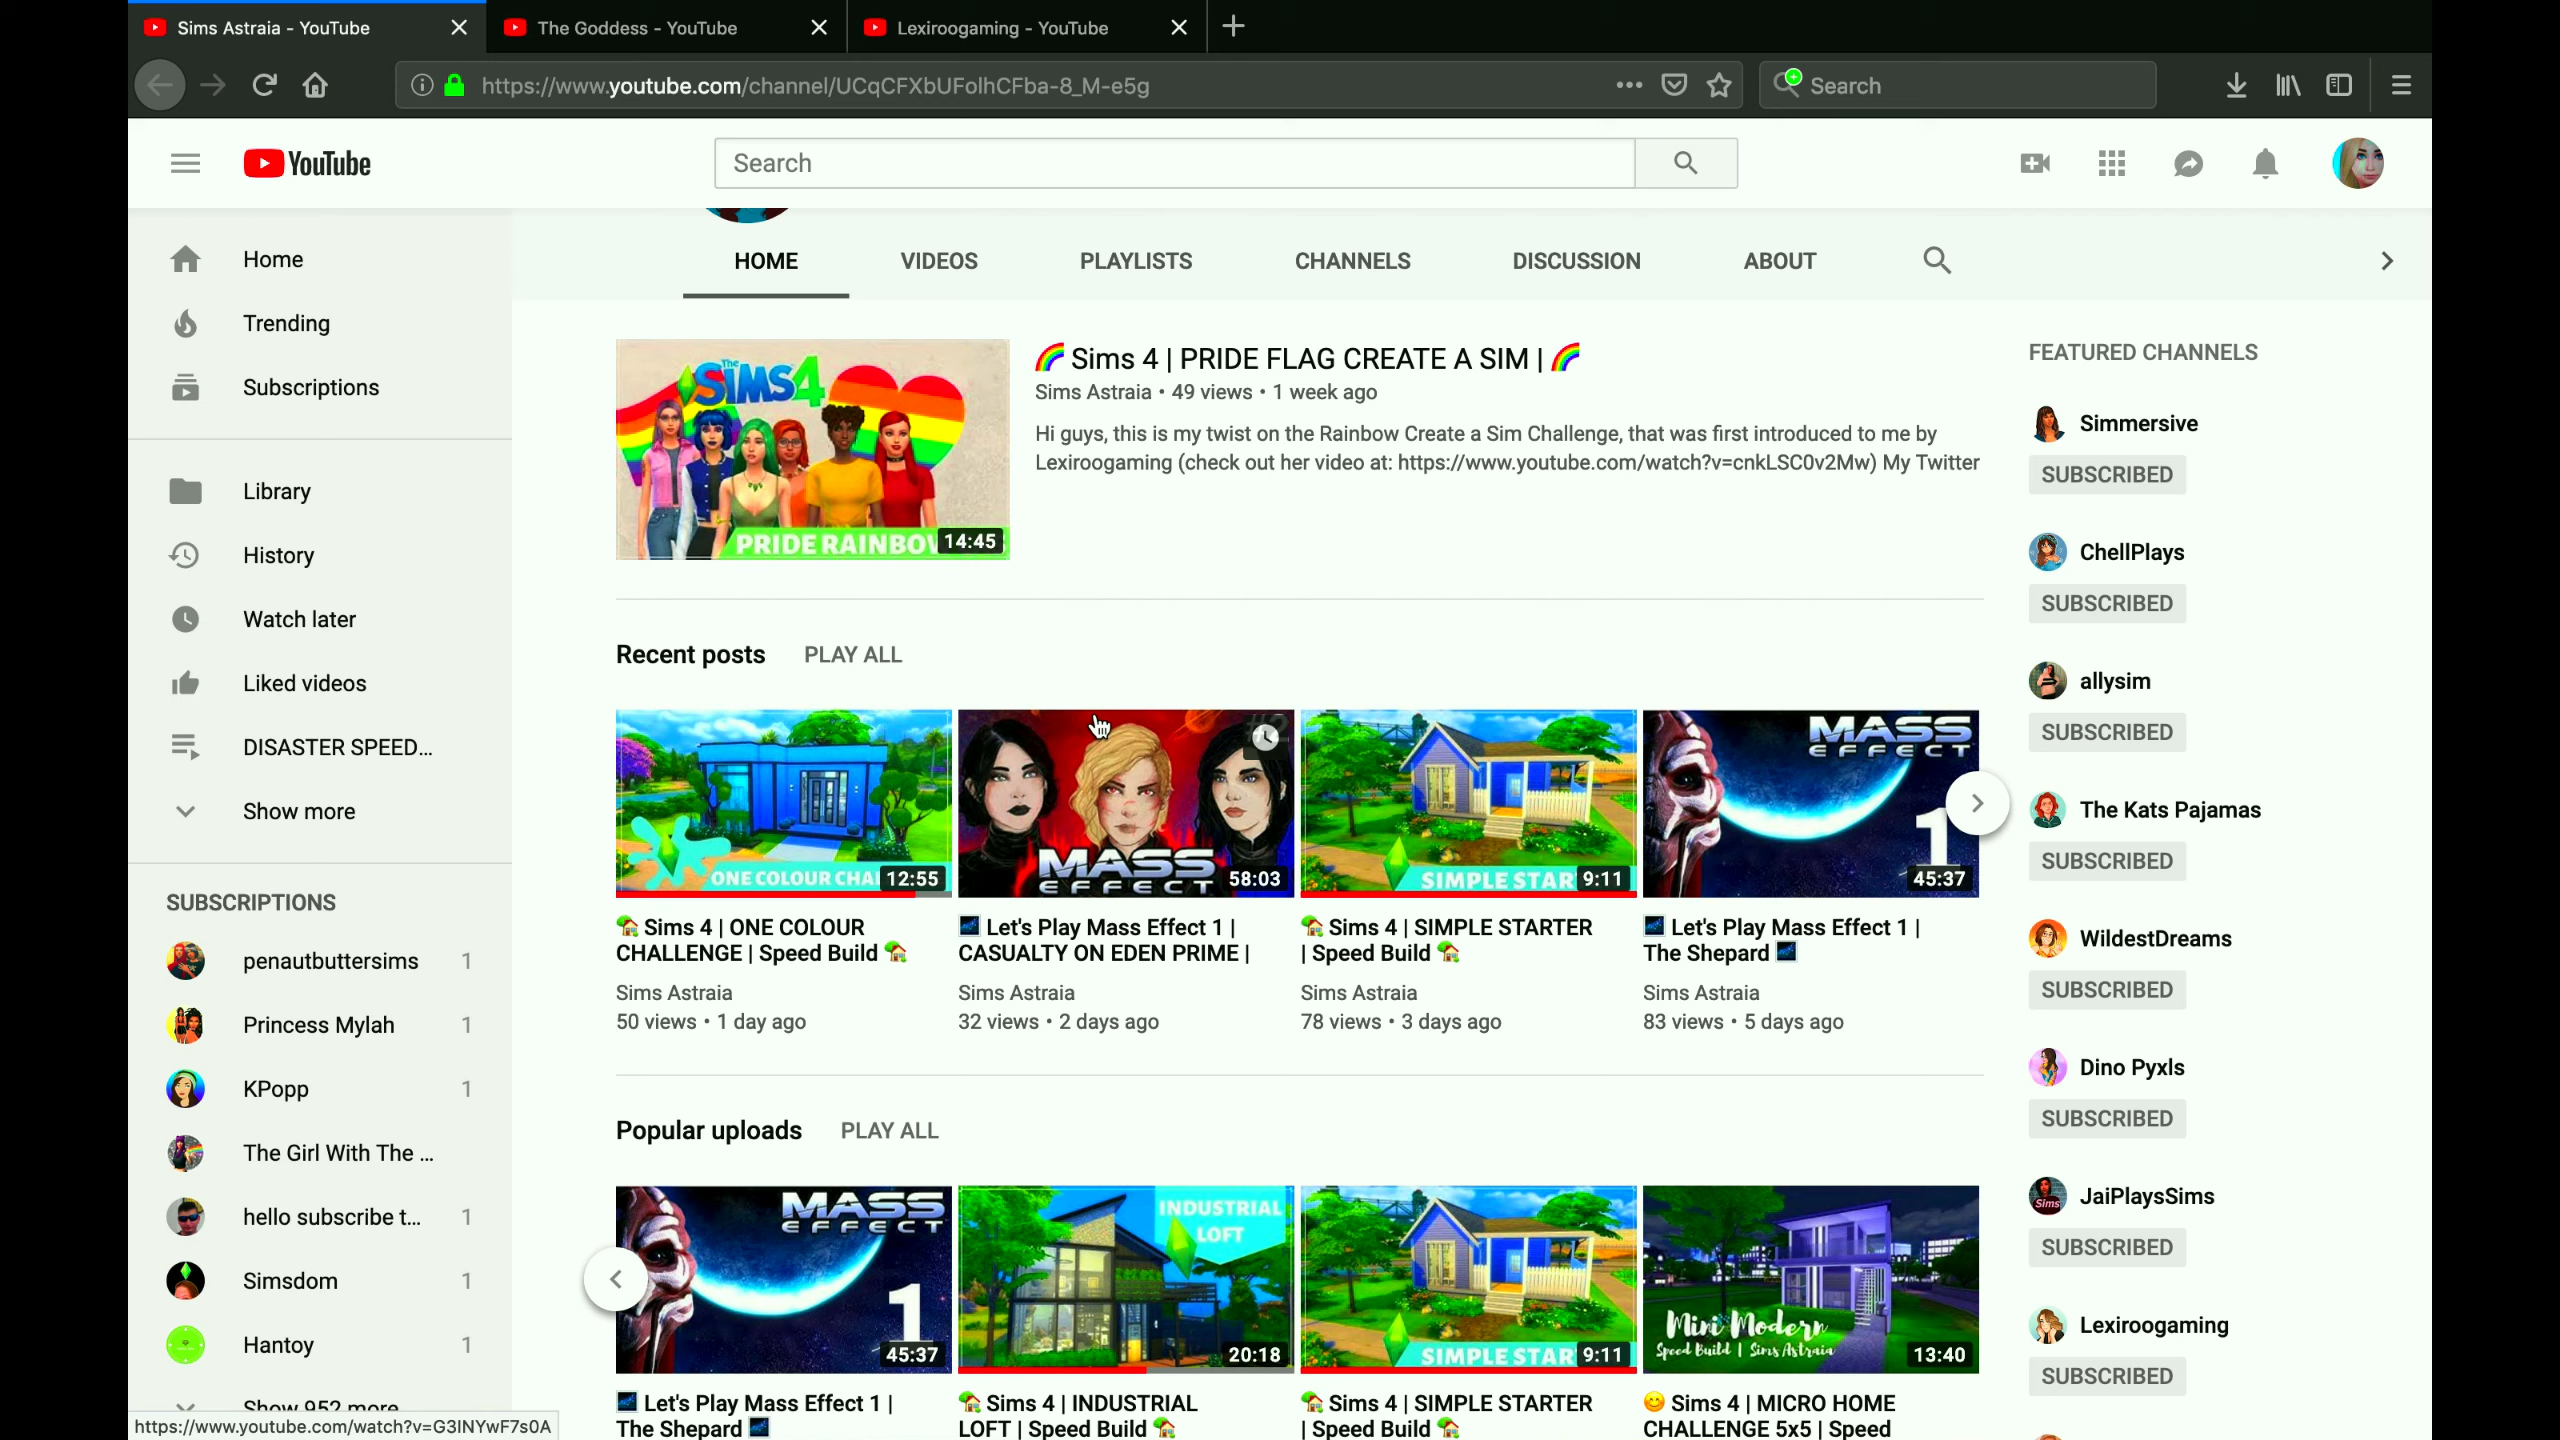 Sims Astraia - YouTube
The Goddess - YouTube
Lexiroogaming - YouTube
https://www.youtube.com/channel/UCqCFXbUFolhCFba-8_M-e5g
Search
YouTube
Search
Home
Trending
Subscriptions
Library
History
Watch later
Liked videos
DISASTER SPEED...
Show more
SUBSCRIPTIONS
penautbuttersims 1
Princess Mylah 1
KPopp 1
The Girl With The ...
hello subscribe t... 1
Simsdom 1
Hantoy 1
Show 952 more
https://www.youtube.com/watch?v=G3INYwF7s0A
HOME VIDEOS PLAYLISTS CHANNELS DISCUSSION ABOUT
The SIMS 4
PRIDE RAINBOW
14:45
🌈 Sims 4 | PRIDE FLAG CREATE A SIM | 🌈
Sims Astraia • 49 views • 1 week ago
Hi guys, this is my twist on the Rainbow Create a Sim Challenge, that was first introduced to me by
Lexiroogaming (check out her video at: https://www.youtube.com/watch?v=cnkLSC0v2Mw) My Twitter
Recent posts PLAY ALL
ONE COLOUR CHA
12:55
🏡 Sims 4 | ONE COLOUR
CHALLENGE | Speed Build 🏡
Sims Astraia
50 views • 1 day ago
#2
MASS
EFFECT
58:03
🌌 Let's Play Mass Effect 1 |
CASUALTY ON EDEN PRIME |
Sims Astraia
32 views • 2 days ago
SIMPLE STAR
9:11
🏡 Sims 4 | SIMPLE STARTER
| Speed Build 🏡
Sims Astraia
78 views • 3 days ago
MASS
EFFECT
1
45:37
🌌 Let's Play Mass Effect 1 |
The Shepard 🌌
Sims Astraia
83 views • 5 days ago
Popular uploads PLAY ALL
MASS
EFFECT
1
45:37
🌌 Let's Play Mass Effect 1 |
The Shepard 🌌
INDUSTRIAL
LOFT
20:18
🏡 Sims 4 | INDUSTRIAL
LOFT | Speed Build 🏡
SIMPLE STAR
9:11
🏡 Sims 4 | SIMPLE STARTER
| Speed Build 🏡
Mini Modern
Speed Build | Sims Astraia
13:40
😊 Sims 4 | MICRO HOME
CHALLENGE 5x5 | Speed
FEATURED CHANNELS
Simmersive
SUBSCRIBED
ChellPlays
SUBSCRIBED
allysim
SUBSCRIBED
The Kats Pajamas
SUBSCRIBED
WildestDreams
SUBSCRIBED
Dino Pyxls
SUBSCRIBED
Sims
JaiPlaysSims
SUBSCRIBED
Lexiroogaming
SUBSCRIBED